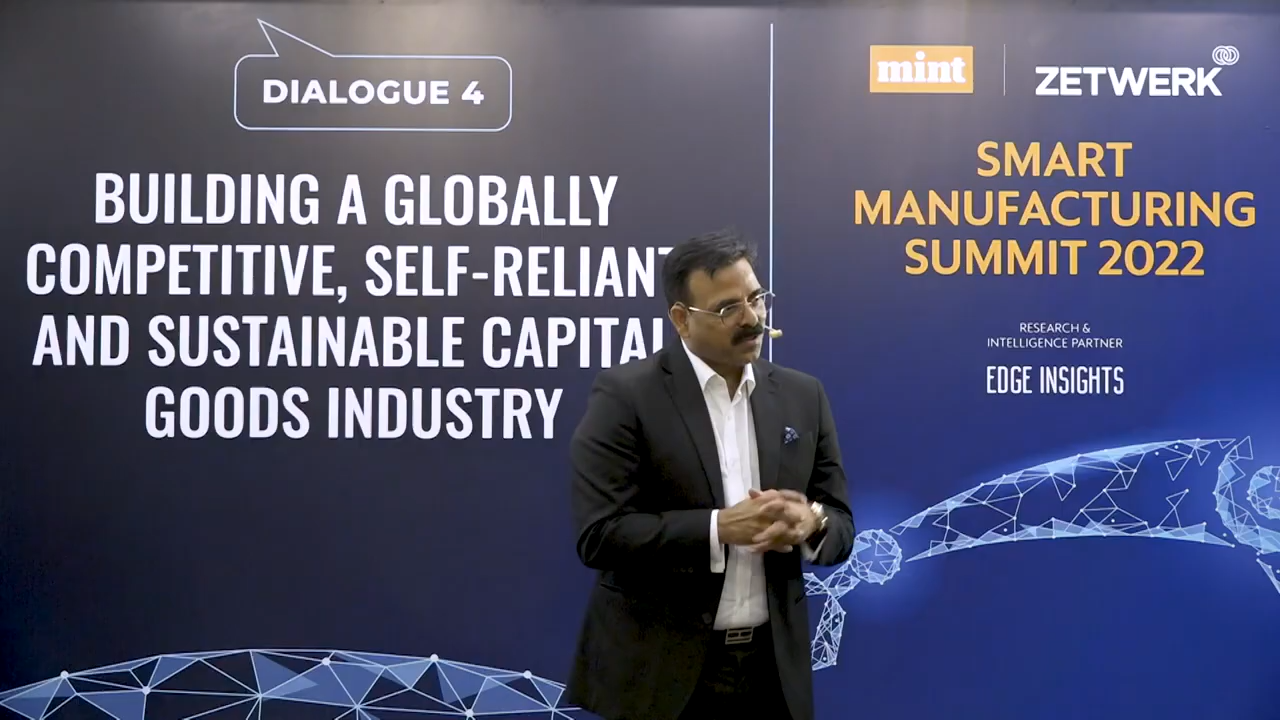 DIALOGUE 4
BUILDING A GLOBALLY
COMPETITIVE, SELF-RELIANT
AND SUSTAINABLE CAPITAL
GOODS INDUSTRY
mint
ZETWERK
SMART
MANUFACTURING
SUMMIT 2022
RESEARCH &
INTELLIGENCE PARTNER
EDGE INSIGHTS